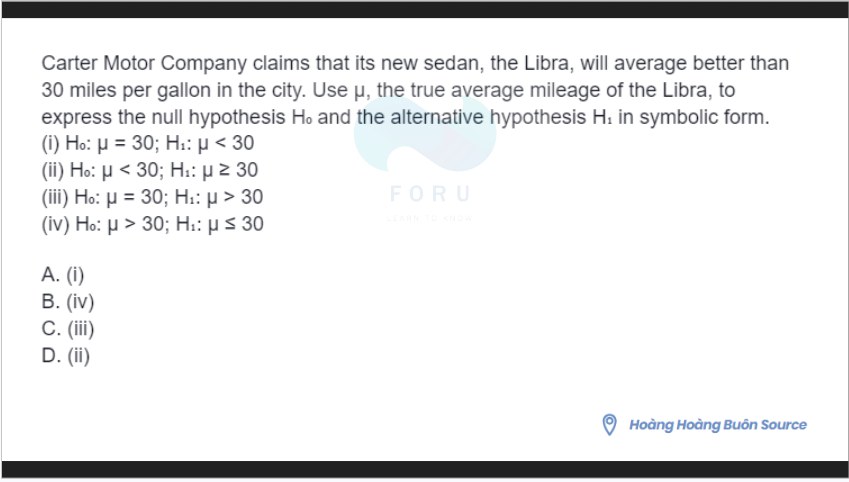 Carter Motor Company claims that its new sedan, the Libra, will average better than
30 miles per gallon in the city. Use μ, the true average mileage of the Libra, to
express the null hypothesis H₀ and the alternative hypothesis H₁ in symbolic form.
(i) H₀: μ = 30; H₁: μ < 30
(ii) H₀: μ < 30; H₁: μ ≥ 30
(iii) H₀: μ = 30; H₁: μ > 30
(iv) H₀: μ > 30; H₁: μ ≤ 30
FORU
A. (i)
B. (iv)
C. (iii)
D. (ii)
Hoàng Hoàng Buôn Source